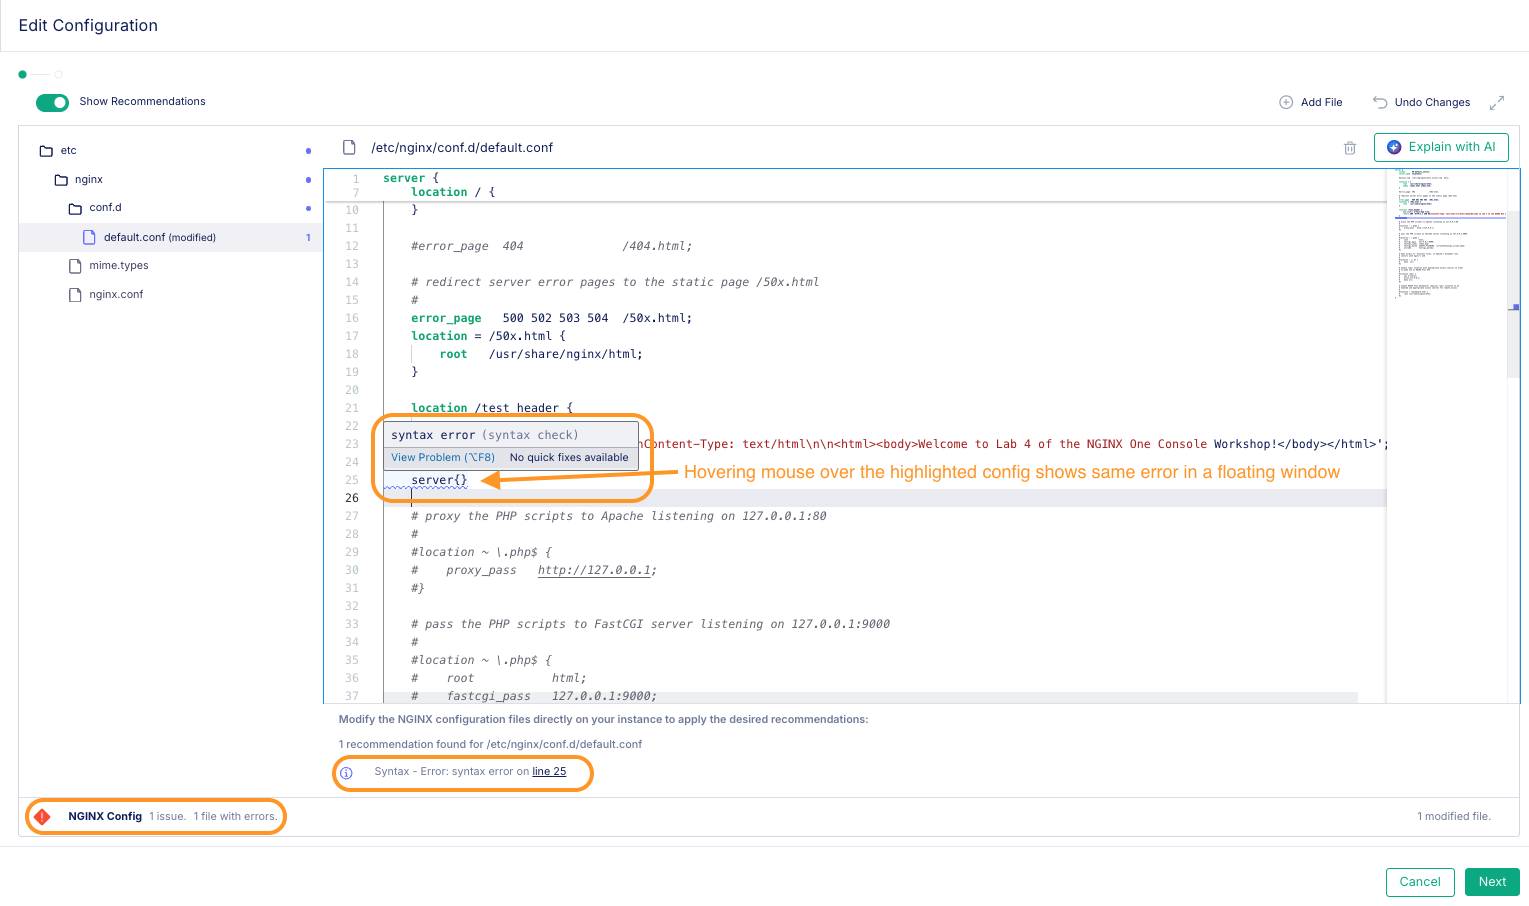 Edit Configuration
Show Recommendations
Add File
Undo Changes
etc
nginx
conf.d
default.conf (modified) 1
mime.types
nginx.conf
/etc/nginx/conf.d/default.conf
Explain with AI
1 server {
7 location / {
10 }
11
12 #error_page 404 /404.html;
13
14 # redirect server error pages to the static page /50x.html
15 #
16 error_page 500 502 503 504 /50x.html;
17 location = /50x.html {
18 root /usr/share/nginx/html;
19 }
20
21 location /test_header {
22
syntax error (syntax check)
23 nContent-Type: text/html\n\n<html><body>Welcome to Lab 4 of the NGINX One Console Workshop!</body></html>';
View Problem (⌥F8) No quick fixes available
24
Hovering mouse over the highlighted config shows same error in a floating window
25 server{}
26
27 # proxy the PHP scripts to Apache listening on 127.0.0.1:80
28 #
29 #location ~ \.php$ {
30 # proxy_pass http://127.0.0.1;
31 #}
32
33 # pass the PHP scripts to FastCGI server listening on 127.0.0.1:9000
34 #
35 #location ~ \.php$ {
36 # root html;
37 # fastcgi_pass 127.0.0.1:9000;
Modify the NGINX configuration files directly on your instance to apply the desired recommendations:
1 recommendation found for /etc/nginx/conf.d/default.conf
Syntax - Error: syntax error on line 25
NGINX Config 1 issue. 1 file with errors.
1 modified file.
Cancel
Next